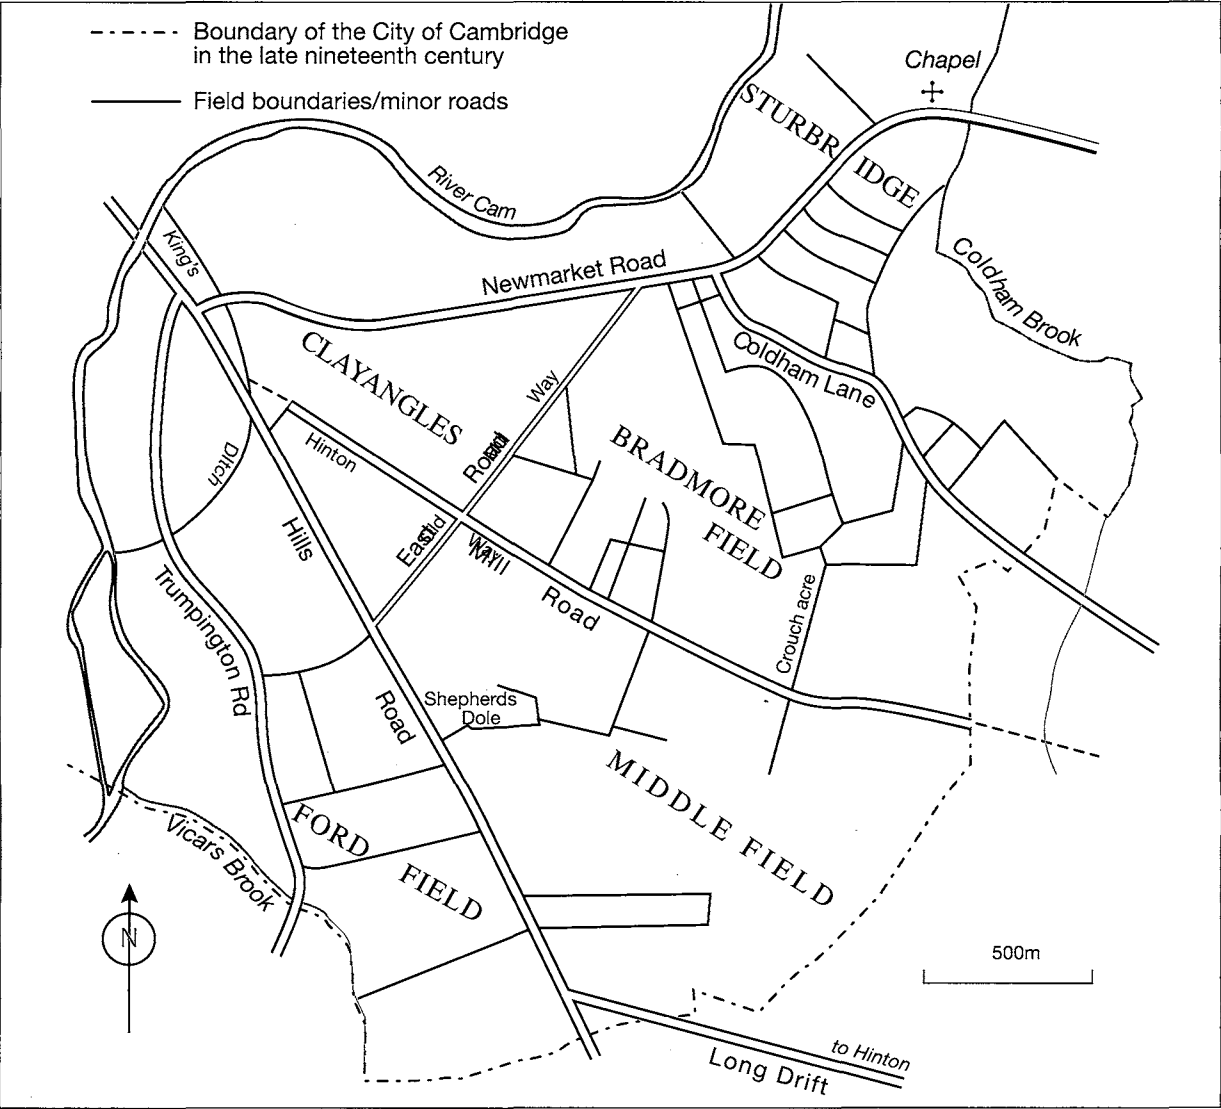 Boundary of the City of Cambridge
in the late nineteenth century
Field boundaries/minor roads
Chapel
STURBRIDGE
River Cam
King's
Ditch
Newmarket Road
Coldham Brook
CLAYANGLES
Coldham Lane
Way
Hinton
BRADMORE
FIELD
Hills
Road
Road
Trumpington Rd
Crouch acre
Shepherds
Dole
MIDDLE FIELD
FORD
FIELD
Vicars Brook
N
500m
to Hinton
Long Drift